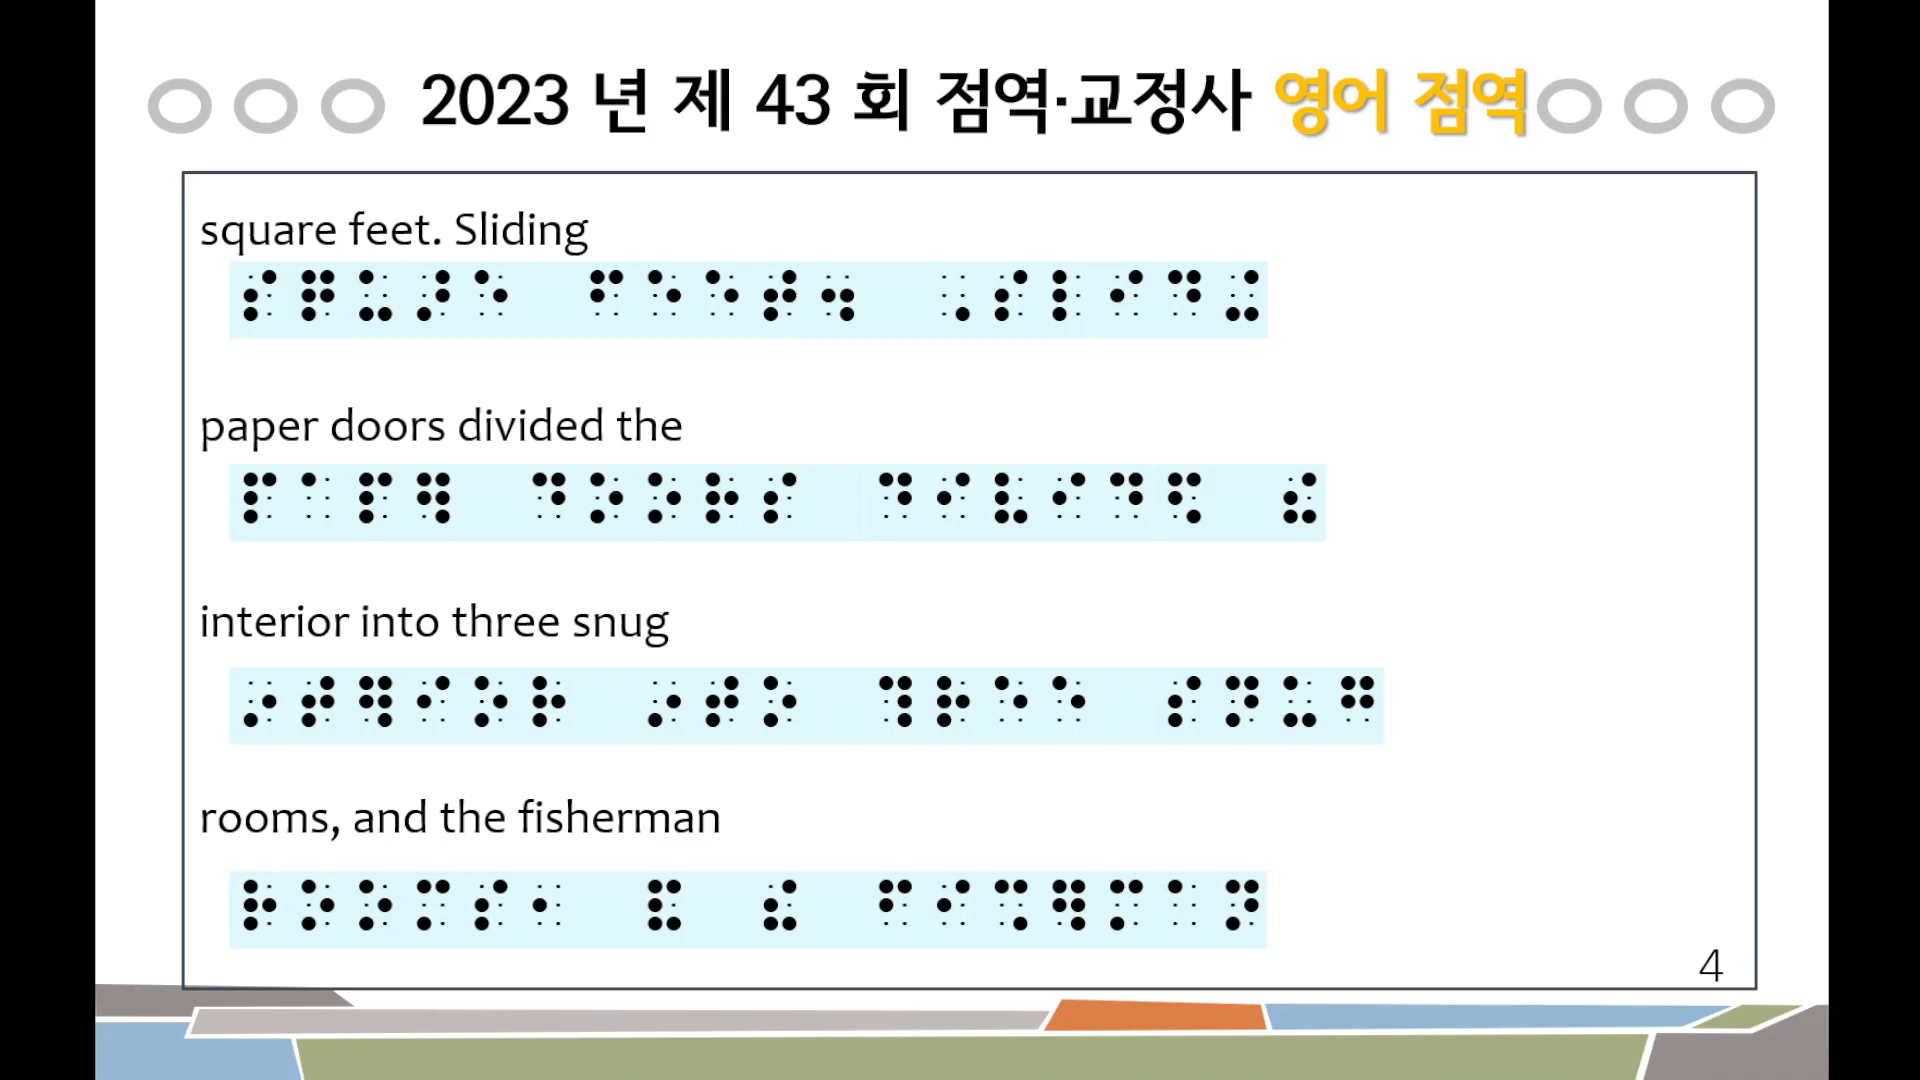 2023 년 제 43 회 점역·교정사 영어 점역
square feet. Sliding
⠎⠟⠥⠜⠑ ⠋⠑⠑⠞⠲ ⠠⠎⠇⠊⠙⠬
paper doors divided the
⠏⠁⠏⠻ ⠙⠕⠕⠗⠎ ⠙⠊⠧⠊⠙⠫ ⠮
interior into three snug
⠔⠞⠻⠊⠕⠗ ⠔⠞⠕ ⠹⠗⠑⠑ ⠎⠝⠥⠛
rooms, and the fisherman
⠗⠕⠕⠍⠎⠂ ⠯ ⠮ ⠋⠊⠩⠻⠍⠁⠝
4